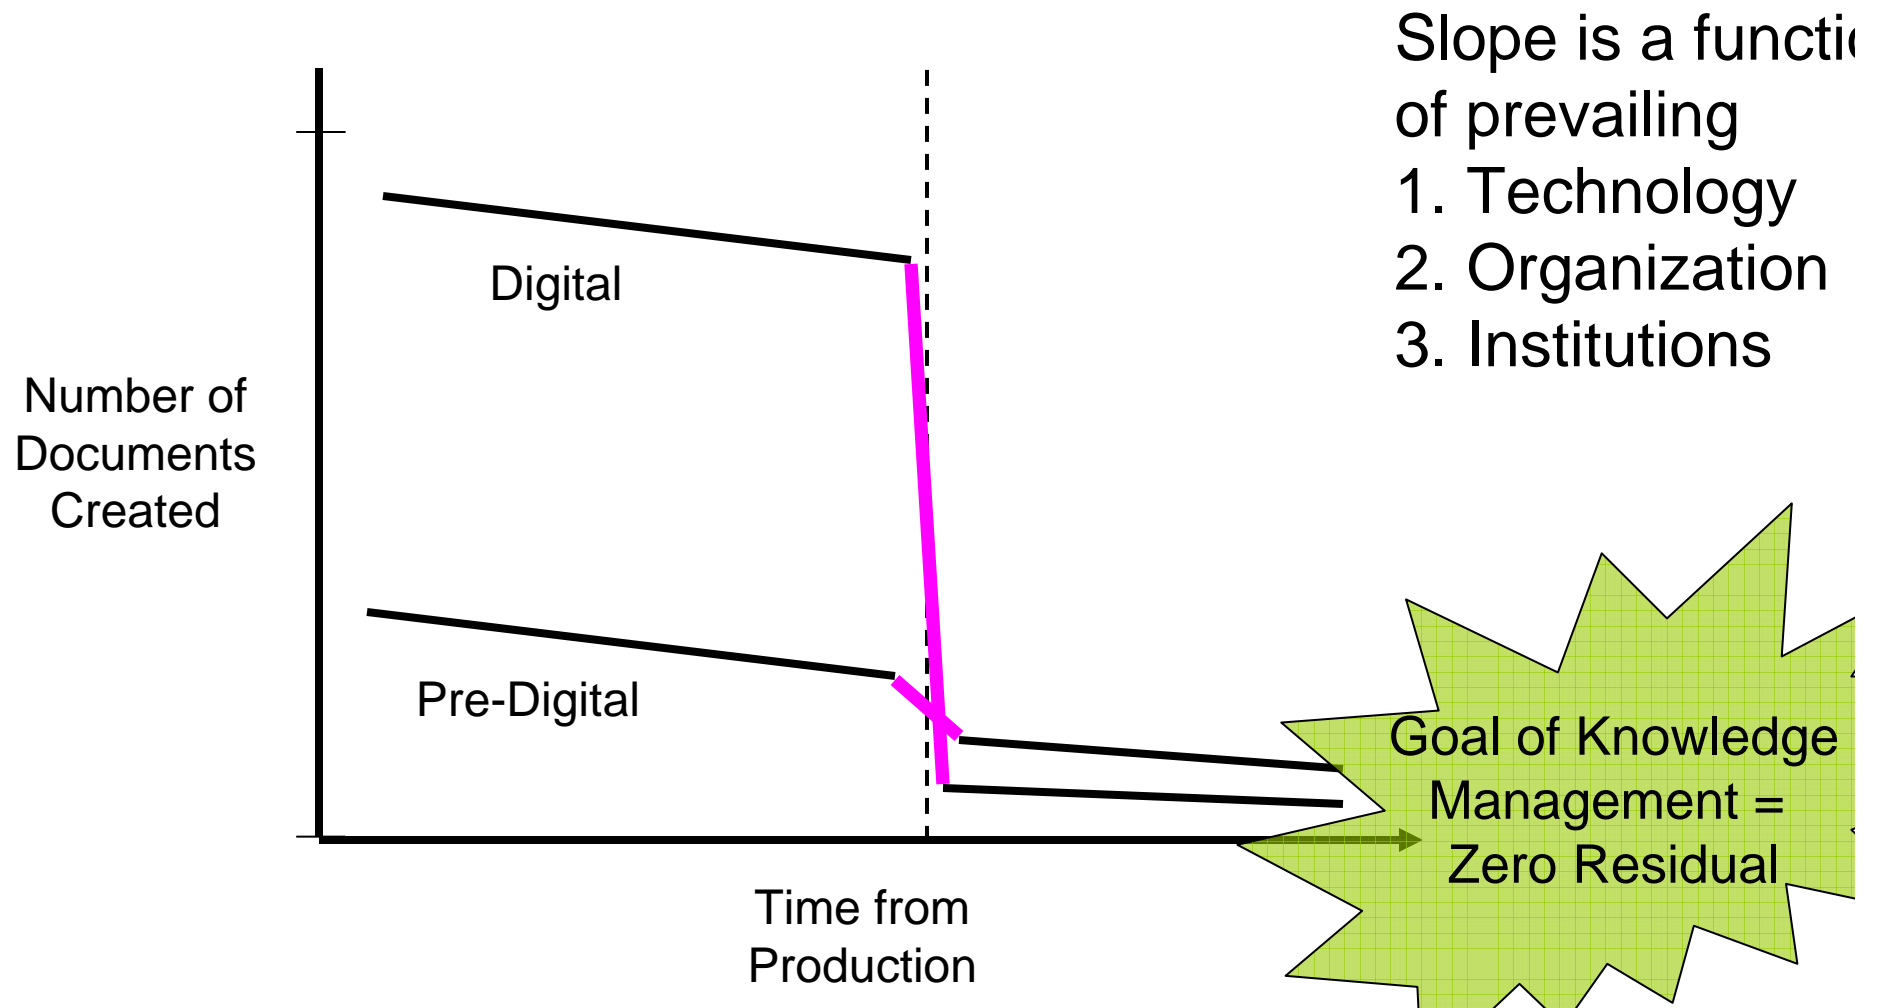 Slope is a functi
of prevailing
1. Technology
2. Organization
3. Institutions
Digital
Number of
Documents
Created
Pre-Digital
Goal of Knowledge
Management =
Zero Residual
Time from
Production